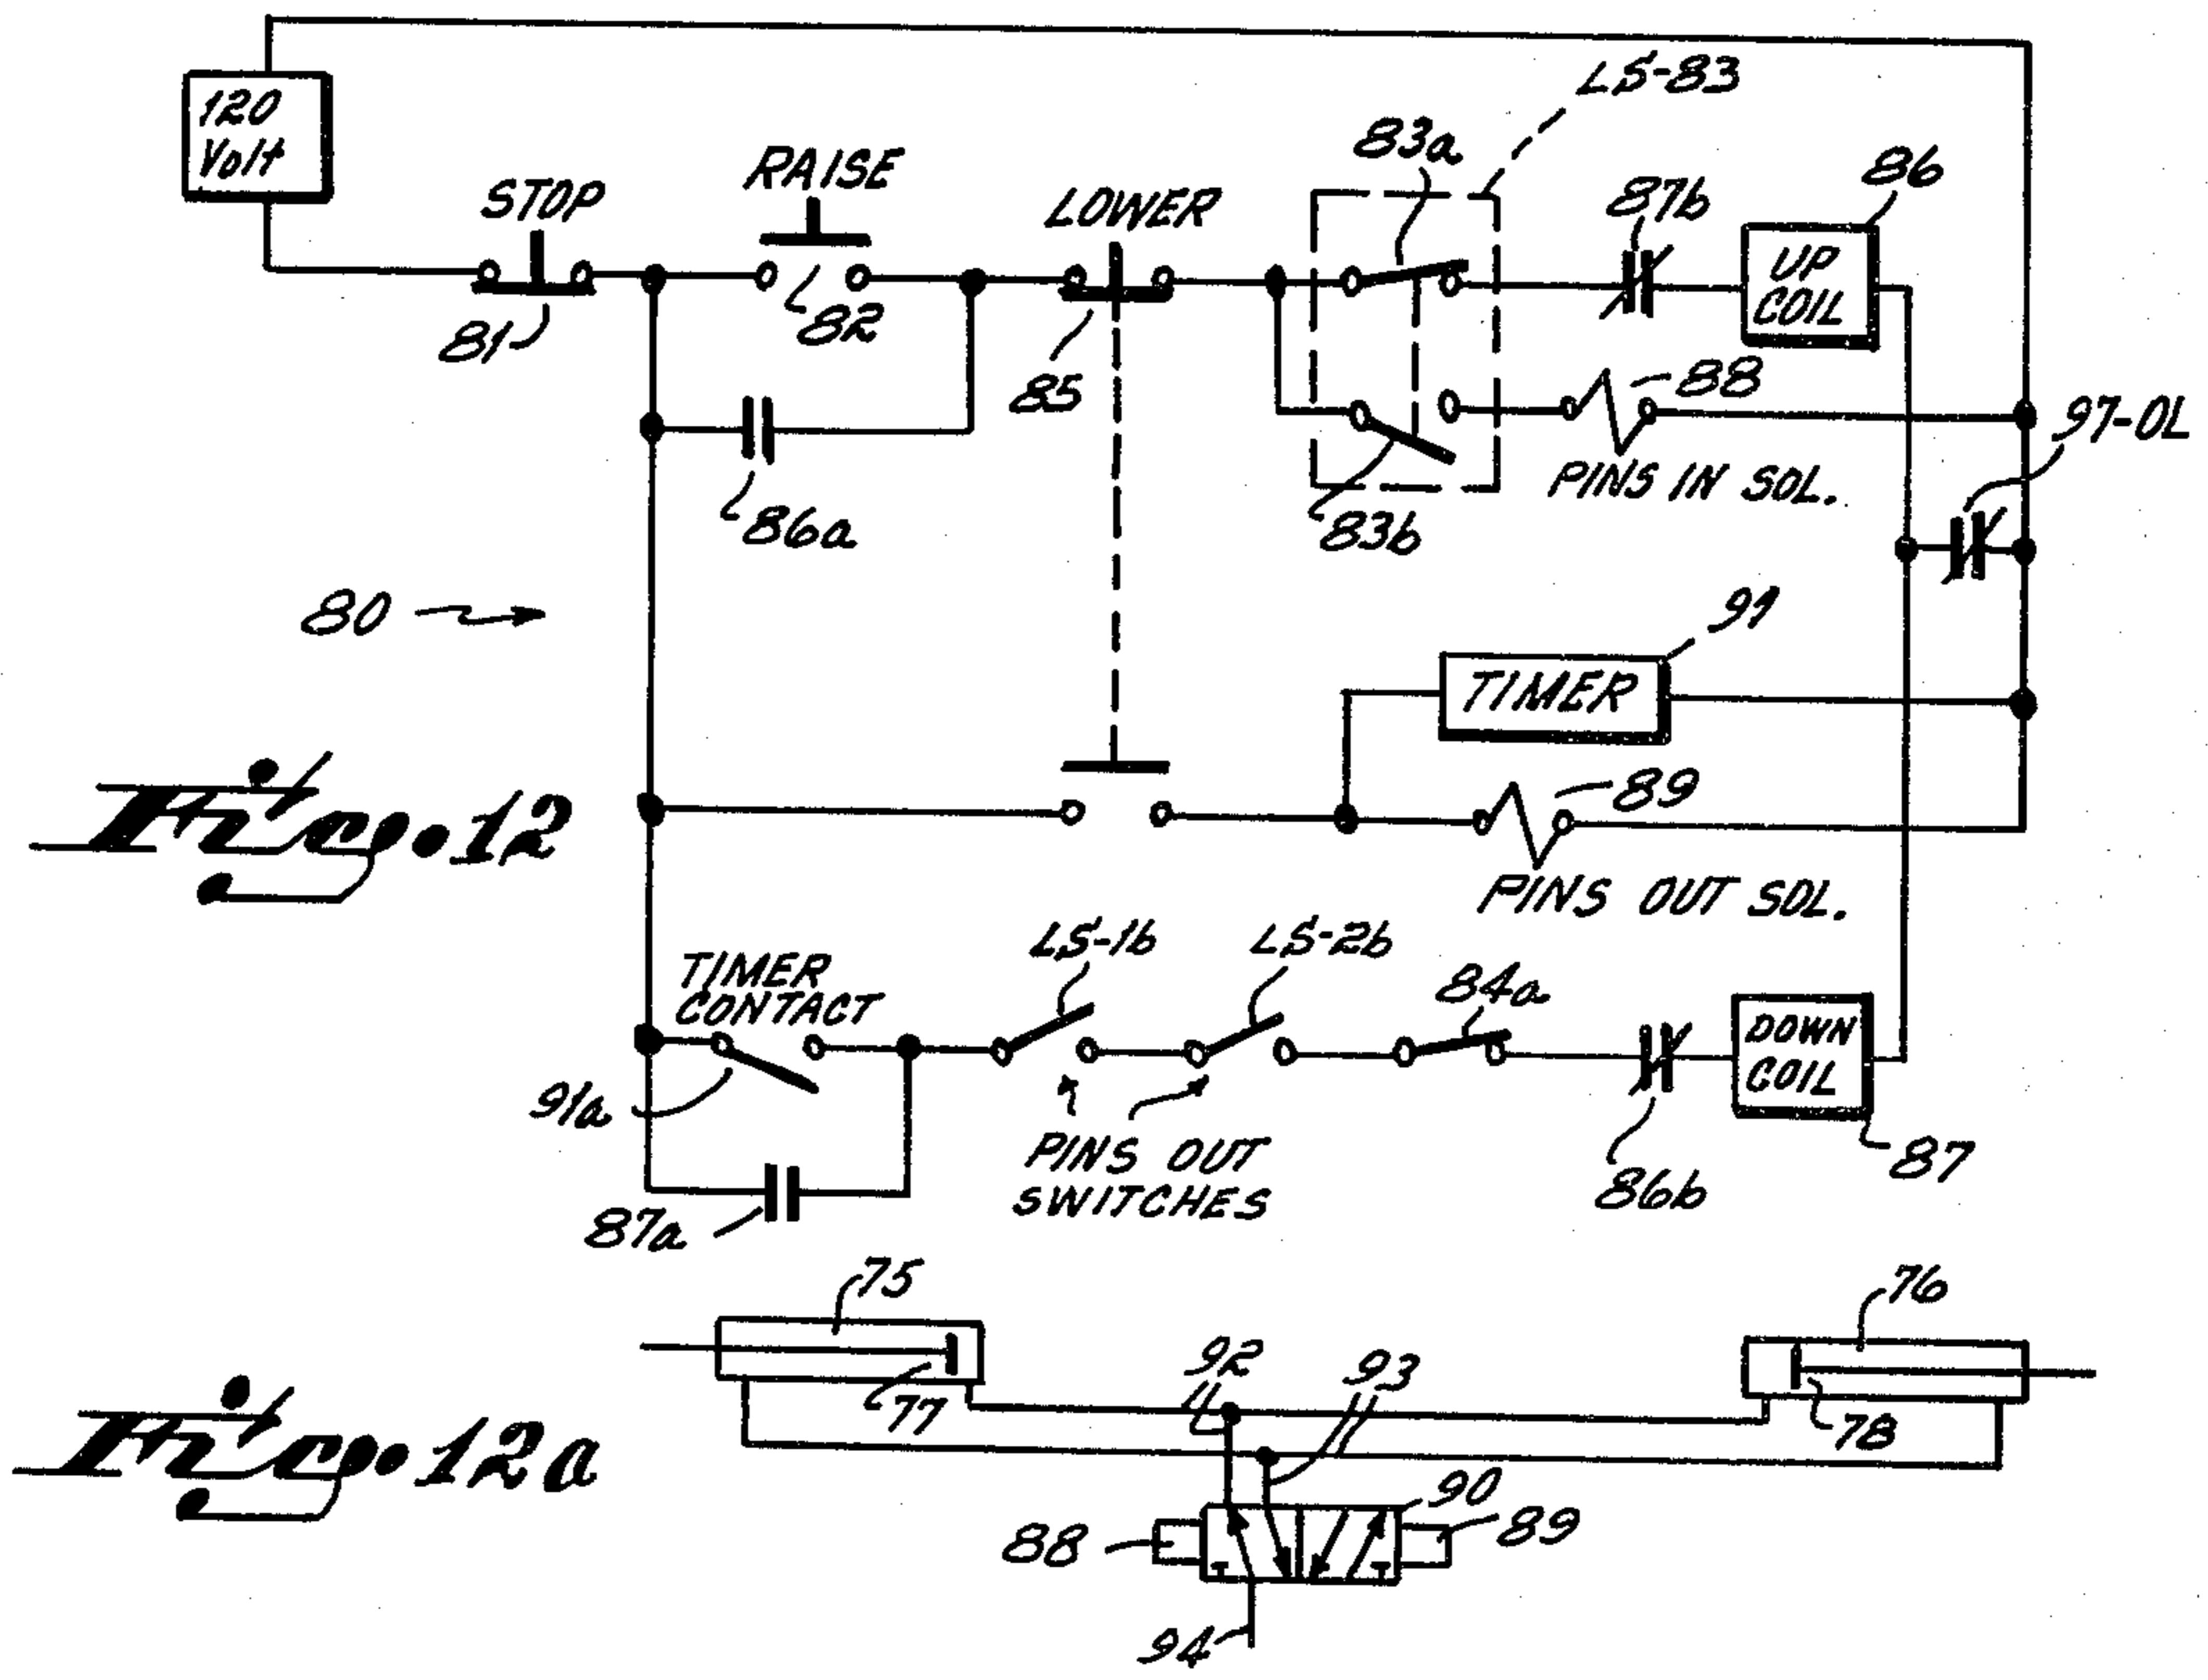 LS-83
120
Volt
83a
86
RAISE
STOP
LOWER
87b
UP
COIL
82
81
85
88
97-OL
PINS IN SOL.
86a
83b
80
91
TIMER
89
Fig. 12
PINS OUT SOL.
LS-1b
LS-2b
TIMER
CONTACT
84a
DOWN
COIL
91a
PINS OUT
SWITCHES
87
86b
87a
75
76
92
93
77
78
Fig. 12a
90
88
89
94